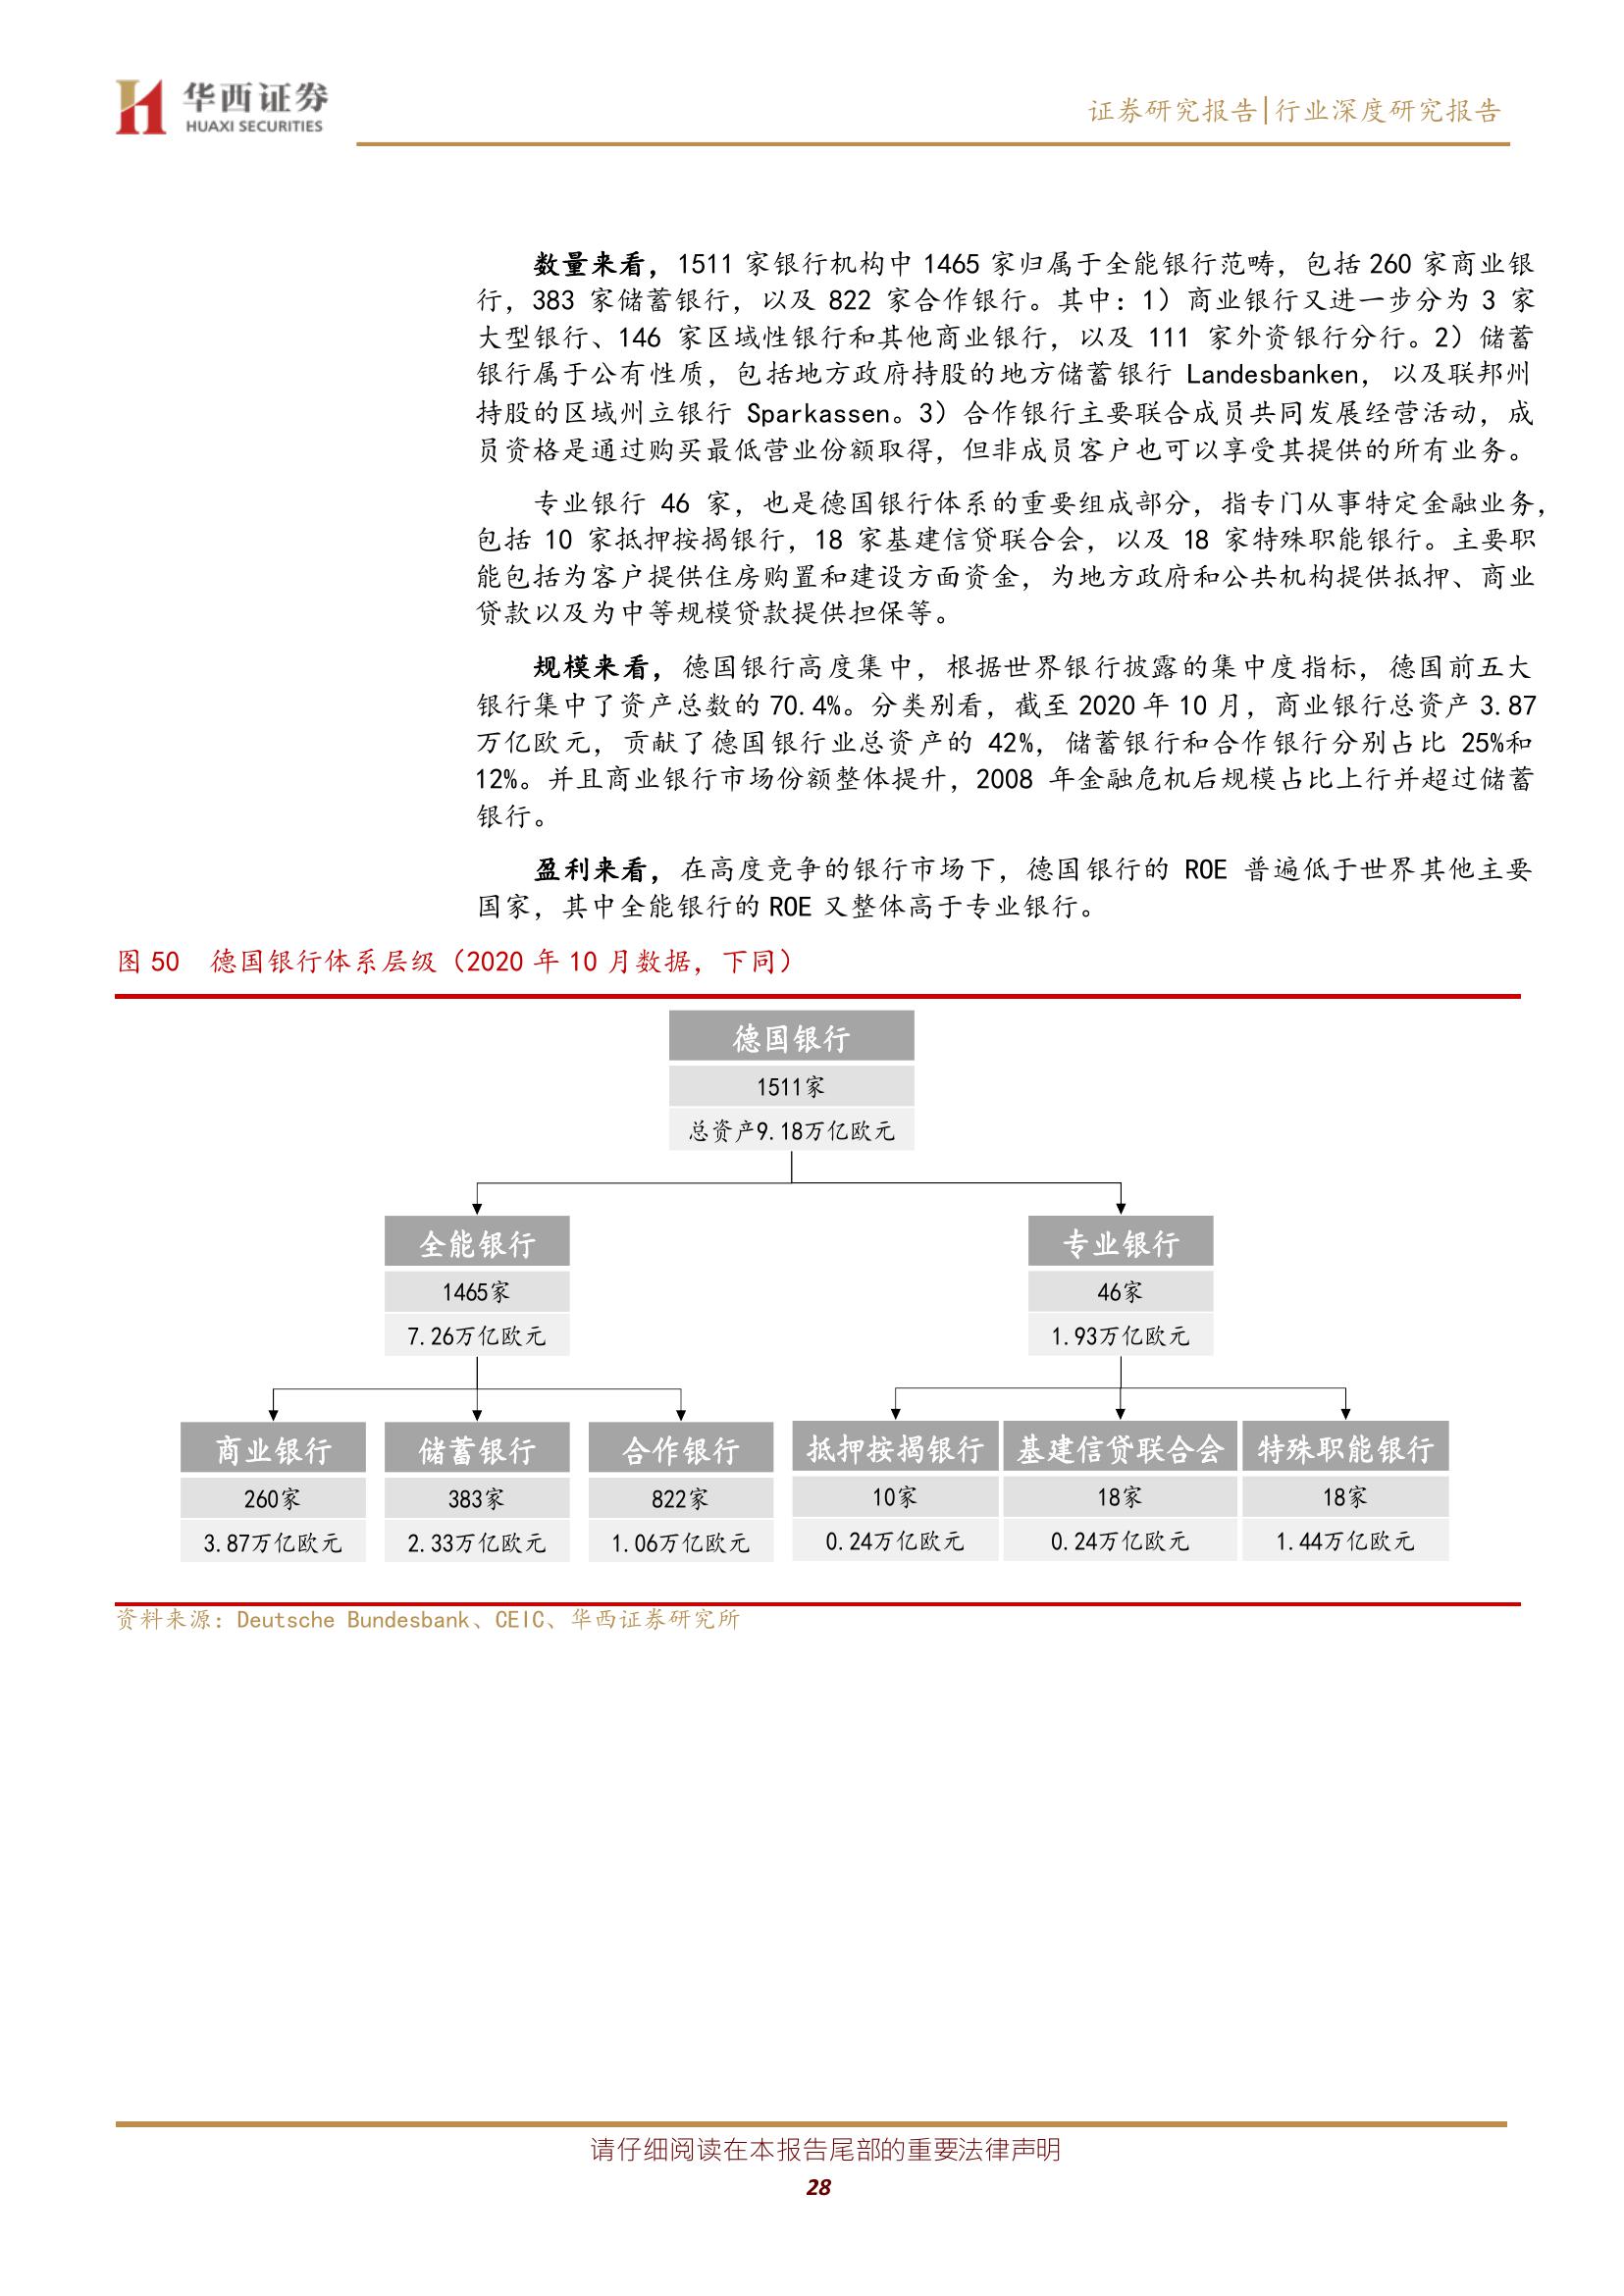 华西证券
HUAXI SECURITIES
证券研究报告|行业深度研究报告
数量来看，1511 家银行机构中 1465 家归属于全能银行范畴，包括 260 家商业银
行，383 家储蓄银行，以及 822 家合作银行。其中：1）商业银行又进一步分为 3 家
大型银行、146 家区域性银行和其他商业银行，以及 111 家外资银行分行。2）储蓄
银行属于公有性质，包括地方政府持股的地方储蓄银行 Landesbanken，以及联邦州
持股的区域州立银行 Sparkassen。3）合作银行主要联合成员共同发展经营活动，成
员资格是通过购买最低营业份额取得，但非成员客户也可以享受其提供的所有业务。
专业银行 46 家，也是德国银行体系的重要组成部分，指专门从事特定金融业务，
包括 10 家抵押按揭银行，18 家基建信贷联合会，以及 18 家特殊职能银行。主要职
能包括为客户提供住房购置和建设方面资金，为地方政府和公共机构提供抵押、商业
贷款以及为中等规模贷款提供担保等。
规模来看，德国银行高度集中，根据世界银行披露的集中度指标，德国前五大
银行集中了资产总数的 70.4%。分类别看，截至 2020 年 10 月，商业银行总资产 3.87
万亿欧元，贡献了德国银行业总资产的 42%，储蓄银行和合作银行分别占比 25%和
12%。并且商业银行市场份额整体提升，2008 年金融危机后规模占比上行并超过储蓄
银行。
盈利来看，在高度竞争的银行市场下，德国银行的 ROE 普遍低于世界其他主要
国家，其中全能银行的 ROE 又整体高于专业银行。
图 50 德国银行体系层级（2020 年 10 月数据，下同）
德国银行
1511家
总资产9.18万亿欧元
全能银行 专业银行
1465家 46家
7.26万亿欧元 1.93万亿欧元
商业银行 储蓄银行 合作银行 抵押按揭银行 基建信贷联合会 特殊职能银行
260家 383家 822家 10家 18家 18家
3.87万亿欧元 2.33万亿欧元 1.06万亿欧元 0.24万亿欧元 0.24万亿欧元 1.44万亿欧元
资料来源：Deutsche Bundesbank、CEIC、华西证券研究所
请仔细阅读在本报告尾部的重要法律声明
28